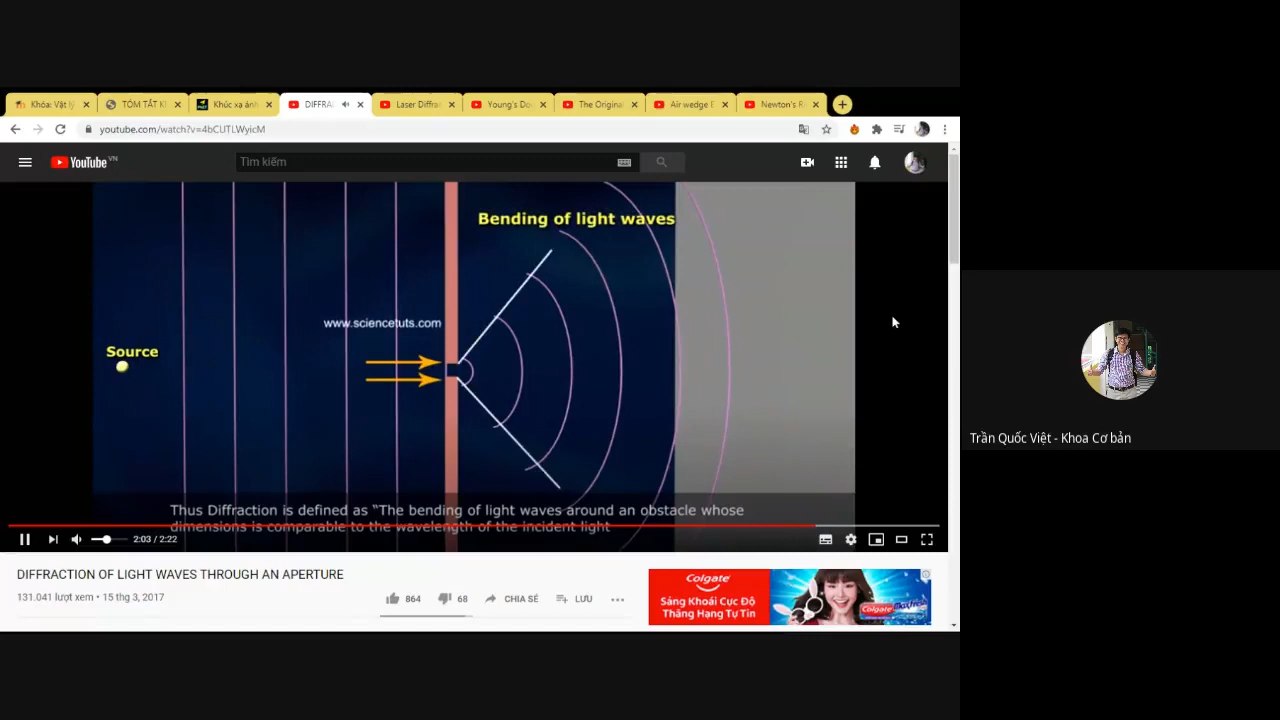 Khóa: Vật lý
TÓM TẮT KI
Khúc xạ ánh
DIFFRA
Laser Diffra
Young's Do
The Origina
Air wedge E
Newton's R
youtube.com/watch?v=4bCUTLWyicM
YouTube VN
Tìm kiếm
Bending of light waves
www.sciencetuts.com
Source
Thus Diffraction is defined as “The bending of light waves around an obstacle whose
dimensions is comparable to the wavelength of the incident light
2:03 / 2:22
DIFFRACTION OF LIGHT WAVES THROUGH AN APERTURE
131.041 lượt xem • 15 thg 3, 2017
864
68
CHIA SẺ
LƯU
Colgate
Sảng Khoái Cực Độ
Thăng Hạng Tự Tin
Colgate
Trần Quốc Việt - Khoa Cơ bản